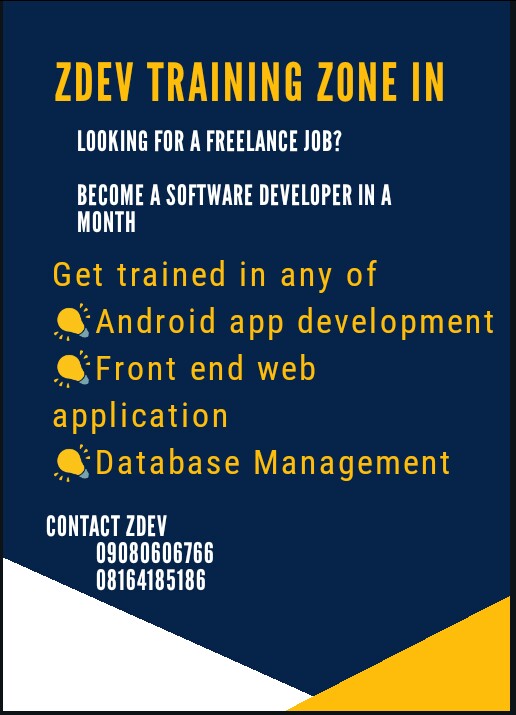 ZDEV TRAINING ZONE IN
LOOKING FOR A FREELANCE JOB?
BECOME A SOFTWARE DEVELOPER IN A
MONTH
Get trained in any of
Android app development
Front end web
application
Database Management
CONTACT ZDEV
09080606766
08164185186